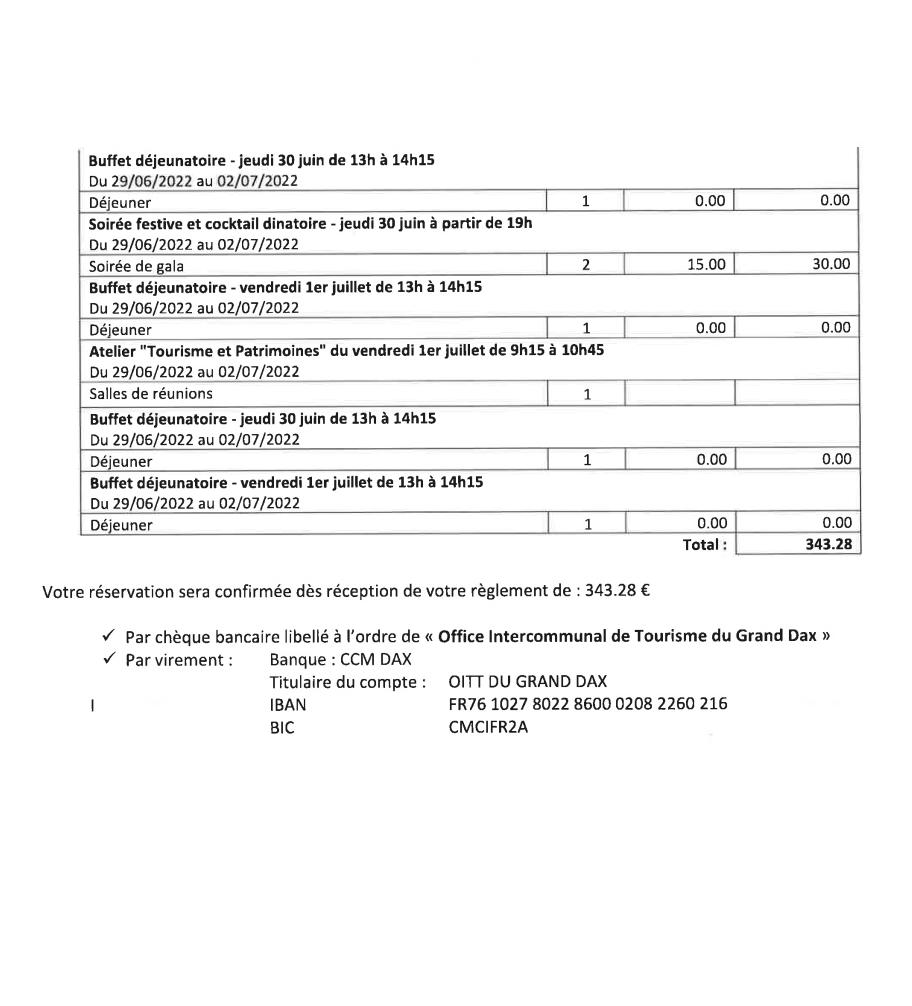 Buffet déjeunatoire - jeudi 30 juin de 13h à 14h15
Du 29/06/2022 au 02/07/2022
Déjeuner 1 0.00 0.00
Soirée festive et cocktail dinatoire - jeudi 30 juin à partir de 19h
Du 29/06/2022 au 02/07/2022
Soirée de gala 2 15.00 30.00
Buffet déjeunatoire - vendredi 1er juillet de 13h à 14h15
Du 29/06/2022 au 02/07/2022
Déjeuner 1 0.00 0.00
Atelier "Tourisme et Patrimoines" du vendredi 1er juillet de 9h15 à 10h45
Du 29/06/2022 au 02/07/2022
Salles de réunions 1
Buffet déjeunatoire - jeudi 30 juin de 13h à 14h15
Du 29/06/2022 au 02/07/2022
Déjeuner 1 0.00 0.00
Buffet déjeunatoire - vendredi 1er juillet de 13h à 14h15
Du 29/06/2022 au 02/07/2022
Déjeuner 1 0.00 0.00
Total : 343.28
Votre réservation sera confirmée dès réception de votre règlement de : 343.28 €
✓ Par chèque bancaire libellé à l'ordre de « Office Intercommunal de Tourisme du Grand Dax »
✓ Par virement : Banque : CCM DAX
Titulaire du compte : OITT DU GRAND DAX
I IBAN FR76 1027 8022 8600 0208 2260 216
BIC CMCIFR2A